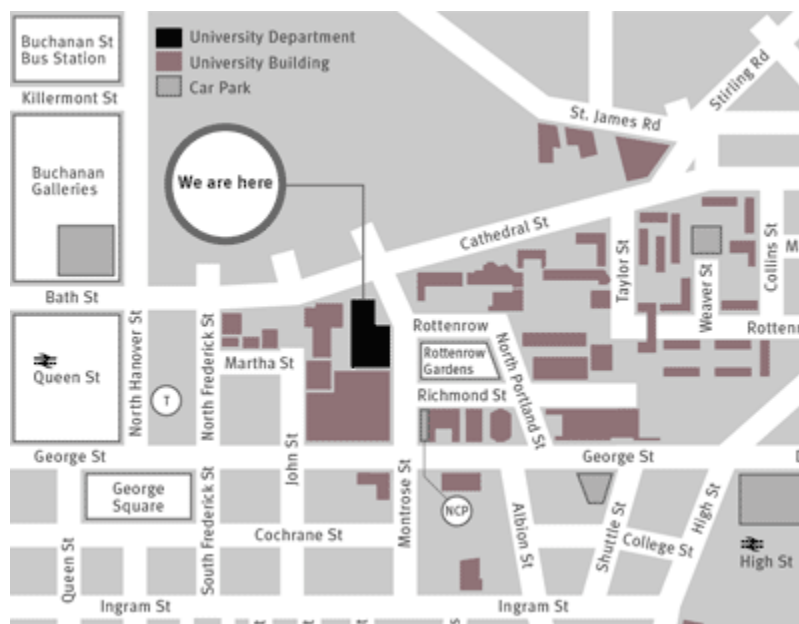 Buchanan St
Bus Station
University Department
University Building
Car Park
Killermont St
Stirling Rd
St. James Rd
Buchanan
Galleries
We are here
Cathedral St
Taylor St
Weaver St
Collins St
M
Bath St
North Hanover St
North Frederick St
Rottenrow
Rottenr
Queen St
Martha St
Rottenrow
Gardens
North Portland St
T
Richmond St
George St
John St
Montrose St
George St
D
George
Square
South Frederick St
NCP
Albion St
Shuttle St
High St
Cochrane St
College St
Queen St
High St
Ingram St
Ingram St